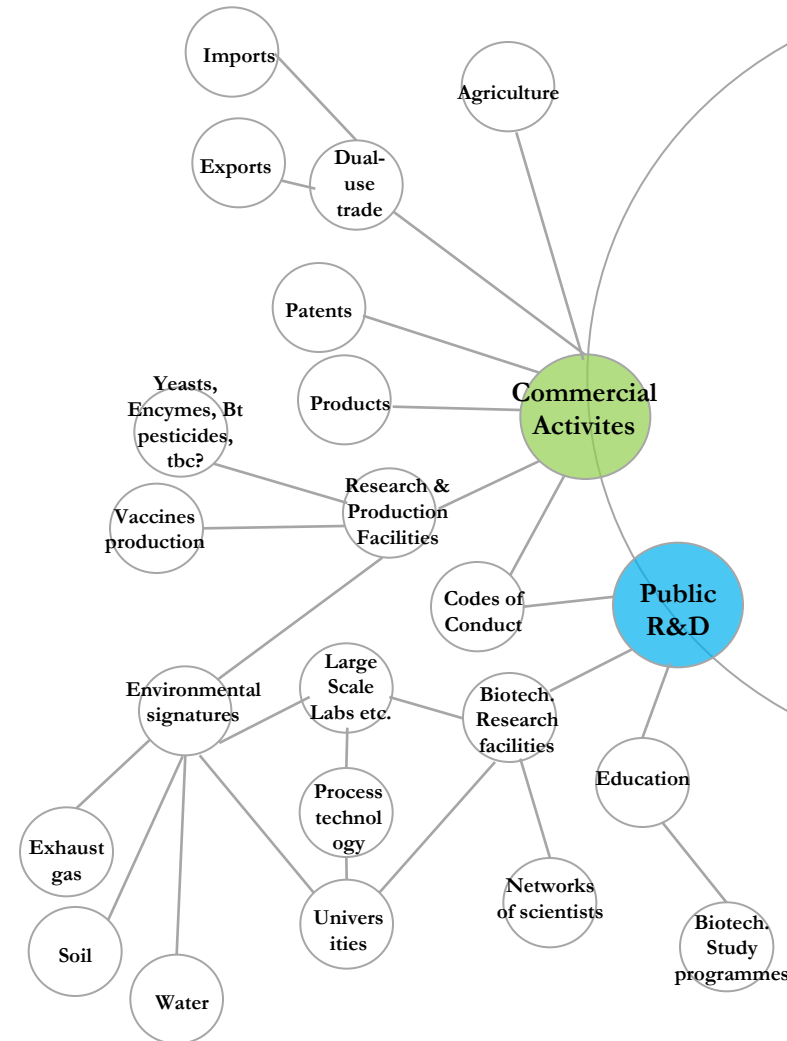 Imports
Agriculture
Exports
Dual-
use
trade
Patents
Products
Commercial
Activites
Yeasts,
Encymes, Bt
pesticides,
tbc?
Research &
Production
Facilities
Vaccines
production
Codes of
Conduct
Public
R&D
Environmental
signatures
Large
Scale
Labs etc.
Biotech.
Research
facilities
Education
Process
technol
ogy
Exhaust
gas
Networks
of scientists
Univers
ities
Biotech.
Study
programmes
Soil
Water